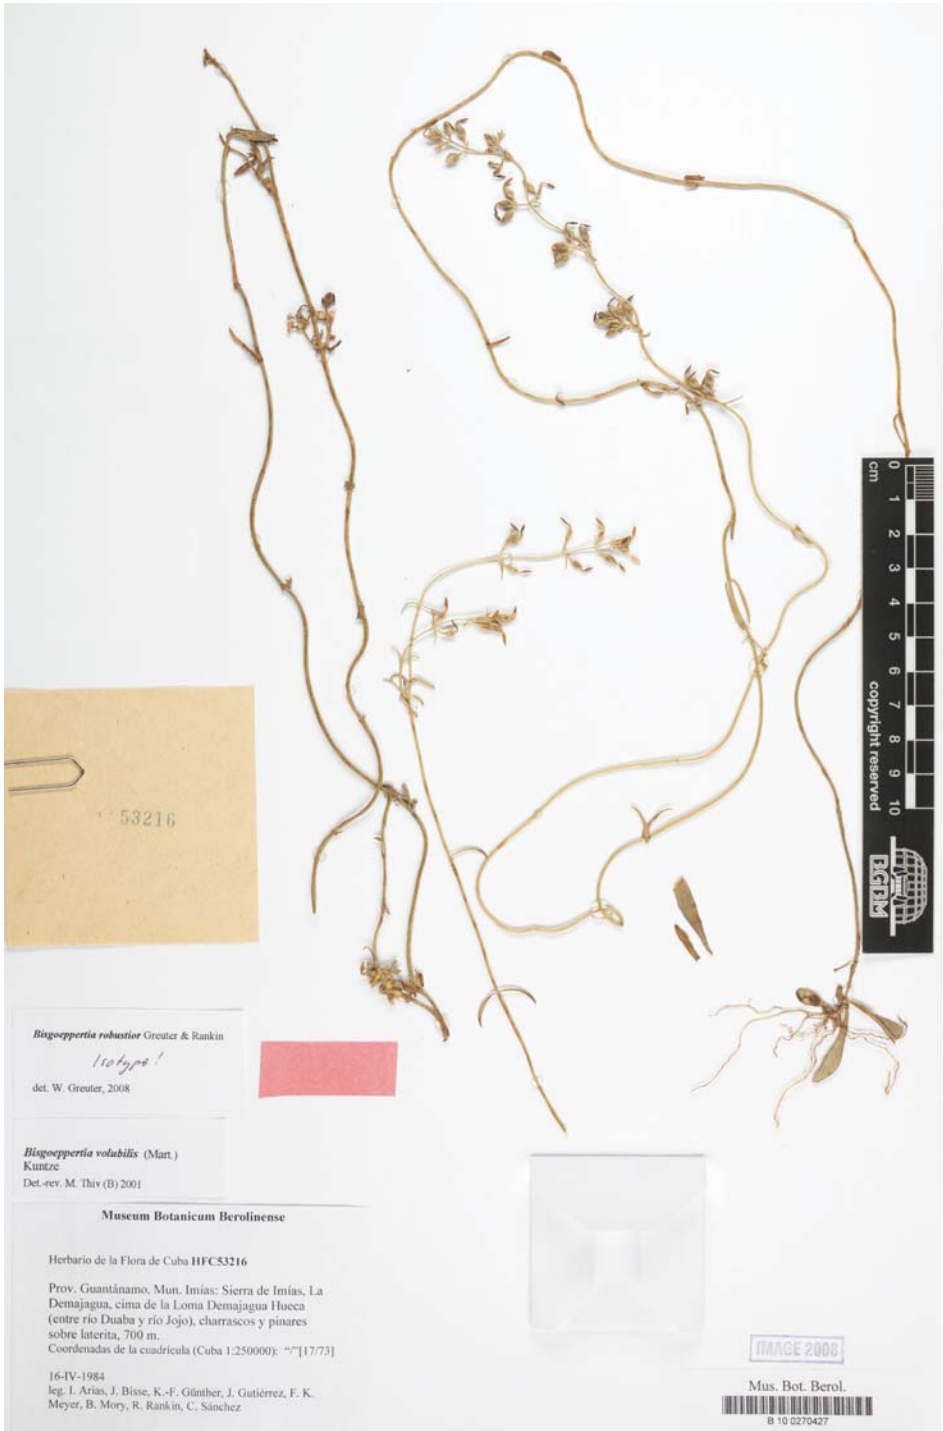 cm
0
1
2
3
4
5
6
7
8
9
10
copyright reserved
BGBM
53216
Bisgoeppertia robustior Greuter & Rankin
Isotype!
det. W. Greuter, 2008
Bisgoeppertia volubilis (Mart.)
Kuntze
Det.-rev. M. Thiv (B) 2001
Museum Botanicum Berolinense
Herbario de la Flora de Cuba HFC53216
Prov. Guantánamo, Mun. Imías: Sierra de Imías, La
Demajagua, cima de la Loma Demajagua Hueca
(entre río Duaba y río Jojo), charrascos y pinares
sobre laterita, 700 m.
Coordenadas de la cuadrícula (Cuba 1:250000): "/"[17/73]
16-IV-1984
leg. I. Arias, J. Bisse, K.-F. Günther, J. Gutiérrez, F. K.
Meyer, B. Mory, R. Rankin, C. Sánchez
IMAGE 2008
Mus. Bot. Berol.
B 10 0270427